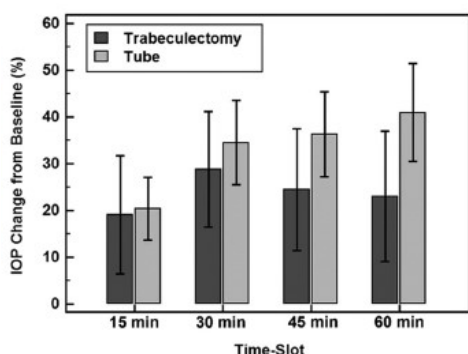 60
50
40
30
20
10
0
IOP Change from Baseline (%)
Trabeculectomy
Tube
15 min 30 min 45 min 60 min
Time-Slot